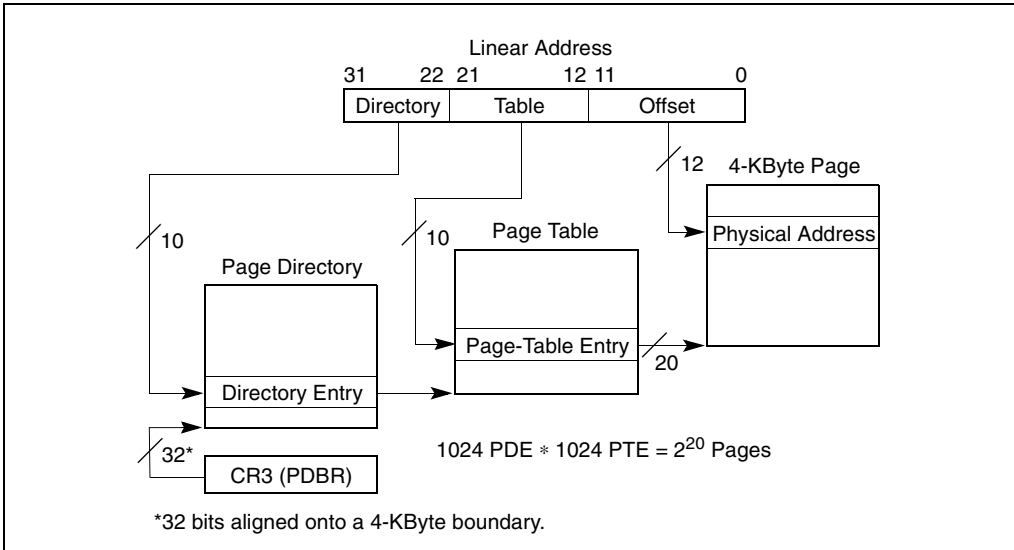 Linear Address
31 22 21 12 11 0
Directory Table Offset
12 4-KByte Page
10 10 Page Table Physical Address
Page Directory
Page-Table Entry
20
Directory Entry
32* 1024 PDE * 1024 PTE = 2²⁰ Pages
CR3 (PDBR)
*32 bits aligned onto a 4-KByte boundary.